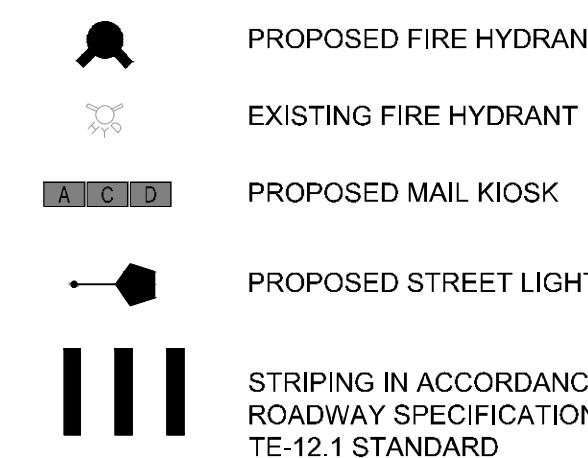 PROPOSED FIRE HYDRAN
HYD
EXISTING FIRE HYDRANT
A C D
PROPOSED MAIL KIOSK
PROPOSED STREET LIGHT
STRIPING IN ACCORDANC
ROADWAY SPECIFICATION
TE-12.1 STANDARD